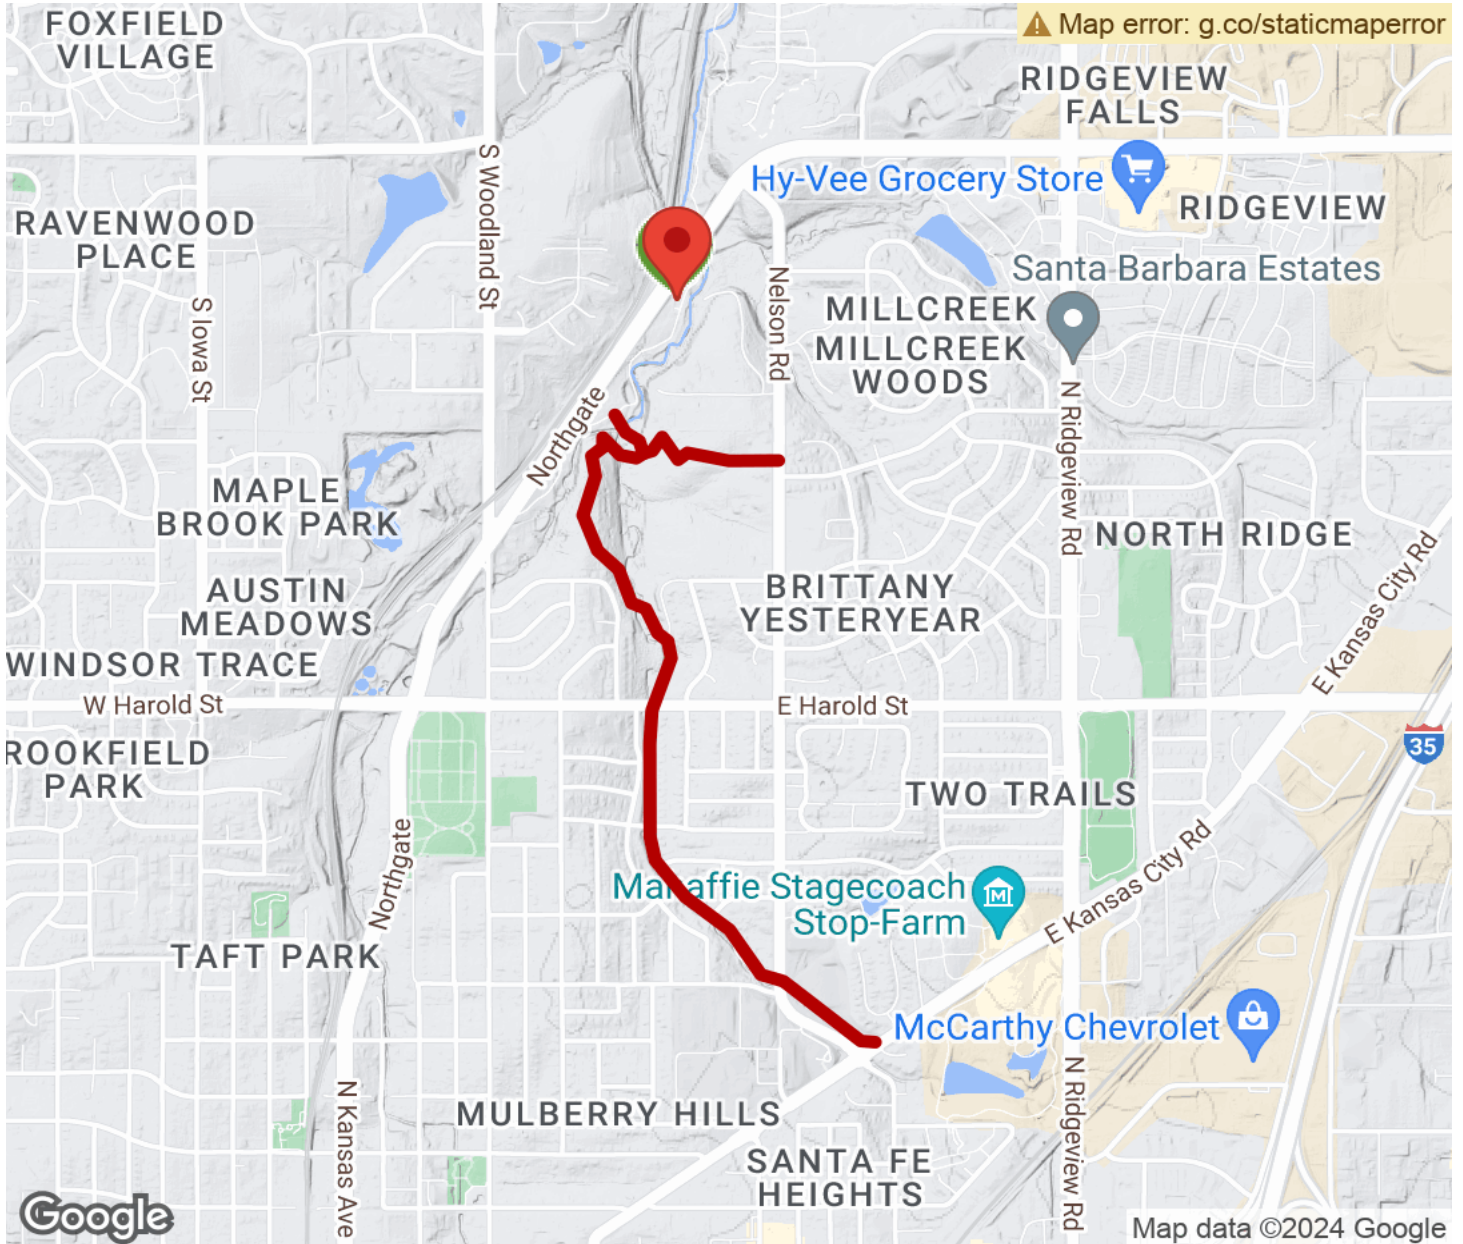 FOXFIELD
VILLAGE
Map error: g.co/staticmaperror
RIDGEVIEW
FALLS
S Woodland St
Hy-Vee Grocery Store
RIDGEVIEW
RAVENWOOD
PLACE
Santa Barbara Estates
S Iowa St
Nelson Rd
MILLCREEK
MILLCREEK
WOODS
Northgate
N Ridgeview Rd
MAPLE
BROOK PARK
NORTH RIDGE
E Kansas City Rd
AUSTIN
MEADOWS
BRITTANY
YESTERYEAR
WINDSOR TRACE
W Harold St
E Harold St
ROOKFIELD
PARK
35
TWO TRAILS
Northgate
E Kansas City Rd
Mahaffie Stagecoach
Stop-Farm
TAFT PARK
McCarthy Chevrolet
N Kansas Ave
N Ridgeview Rd
MULBERRY HILLS
SANTA FE
HEIGHTS
Google
Map data ©2024 Google